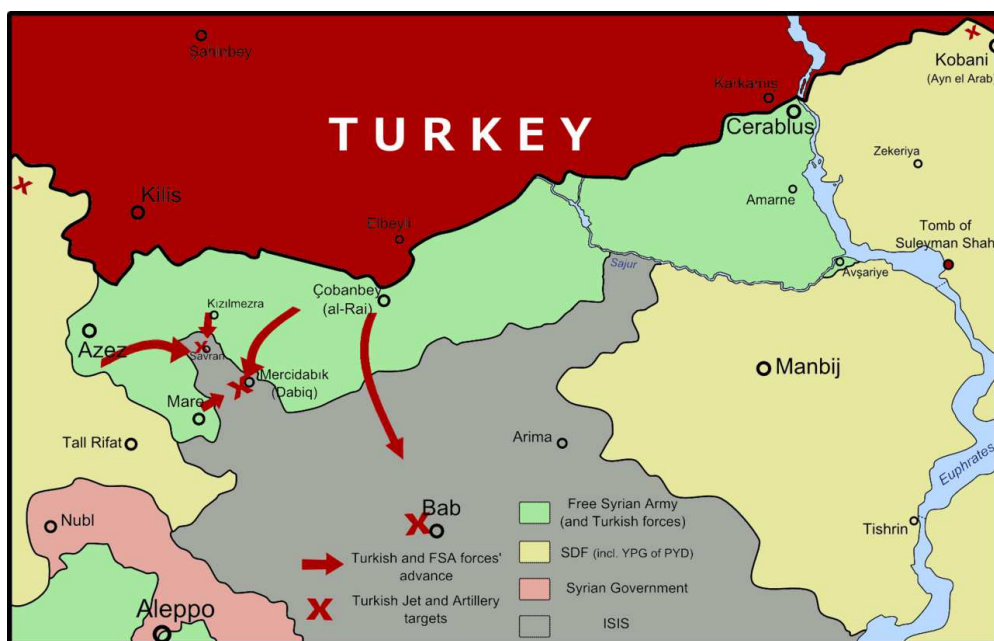 Şahinbey
Karkamış
Kobani
(Ayn el Arab)
TURKEY
Cerablus
Zekeriya
Kilis
Amarne
Elbeyli
Tomb of
Suleyman Shah
Sajur
Avşariye
Çobanbey
(al-Rai)
Kızılmezra
Azez
Savran
Mercidabık
(Dabiq)
Manbij
Mare
Tall Rifat
Arima
Euphrates
Bab
Nubl
Tishrin
Aleppo
Turkish and FSA forces'
advance
Turkish Jet and Artillery
targets
Free Syrian Army
(and Turkish forces)
SDF (incl. YPG of PYD)
Syrian Government
ISIS